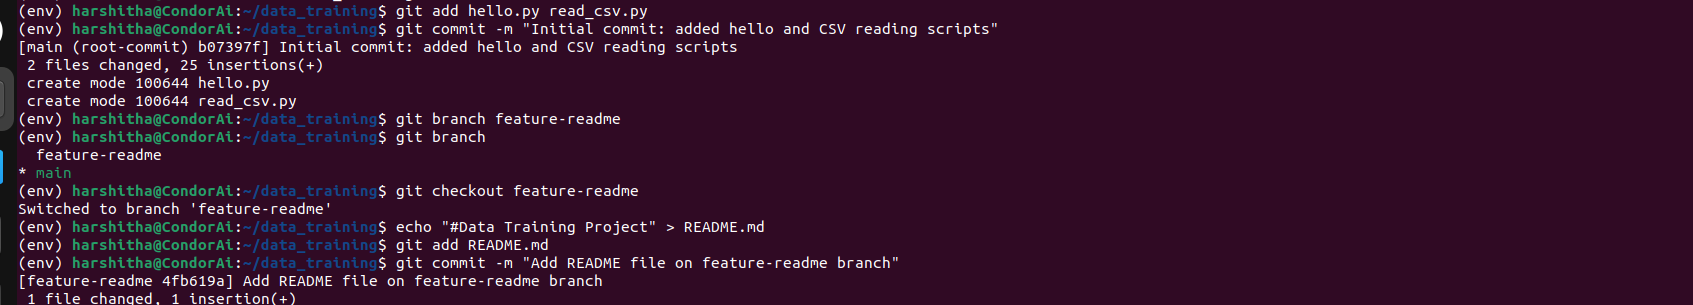 (env) harshitha@CondorAi:~/data_training$ git add hello.py read_csv.py
(env) harshitha@CondorAi:~/data_training$ git commit -m "Initial commit: added hello and CSV reading scripts"
[main (root-commit) b07397f] Initial commit: added hello and CSV reading scripts
 2 files changed, 25 insertions(+)
 create mode 100644 hello.py
 create mode 100644 read_csv.py
(env) harshitha@CondorAi:~/data_training$ git branch feature-readme
(env) harshitha@CondorAi:~/data_training$ git branch
  feature-readme
* main
(env) harshitha@CondorAi:~/data_training$ git checkout feature-readme
Switched to branch 'feature-readme'
(env) harshitha@CondorAi:~/data_training$ echo "#Data Training Project" > README.md
(env) harshitha@CondorAi:~/data_training$ git add README.md
(env) harshitha@CondorAi:~/data_training$ git commit -m "Add README file on feature-readme branch"
[feature-readme 4fb619a] Add README file on feature-readme branch
 1 file changed, 1 insertion(+)